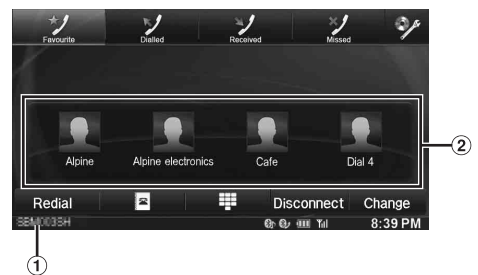 Favourite Dialled Received Missed
Alpine Alpine electronics Cafe Dial 4
2
Redial Disconnect Change
8:39 PM
1